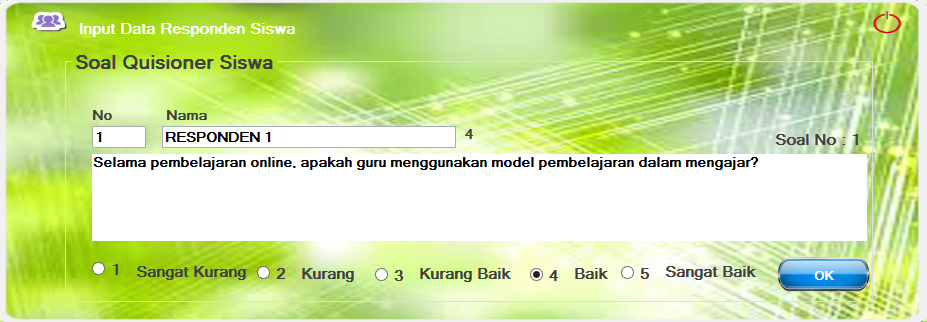 Input Data Responden Siswa
Soal Quisioner Siswa
No Nama
1 RESPONDEN 1 4 Soal No : 1
Selama pembelajaran online, apakah guru menggunakan model pembelajaran dalam mengajar?
1 Sangat Kurang 2 Kurang 3 Kurang Baik 4 Baik 5 Sangat Baik OK